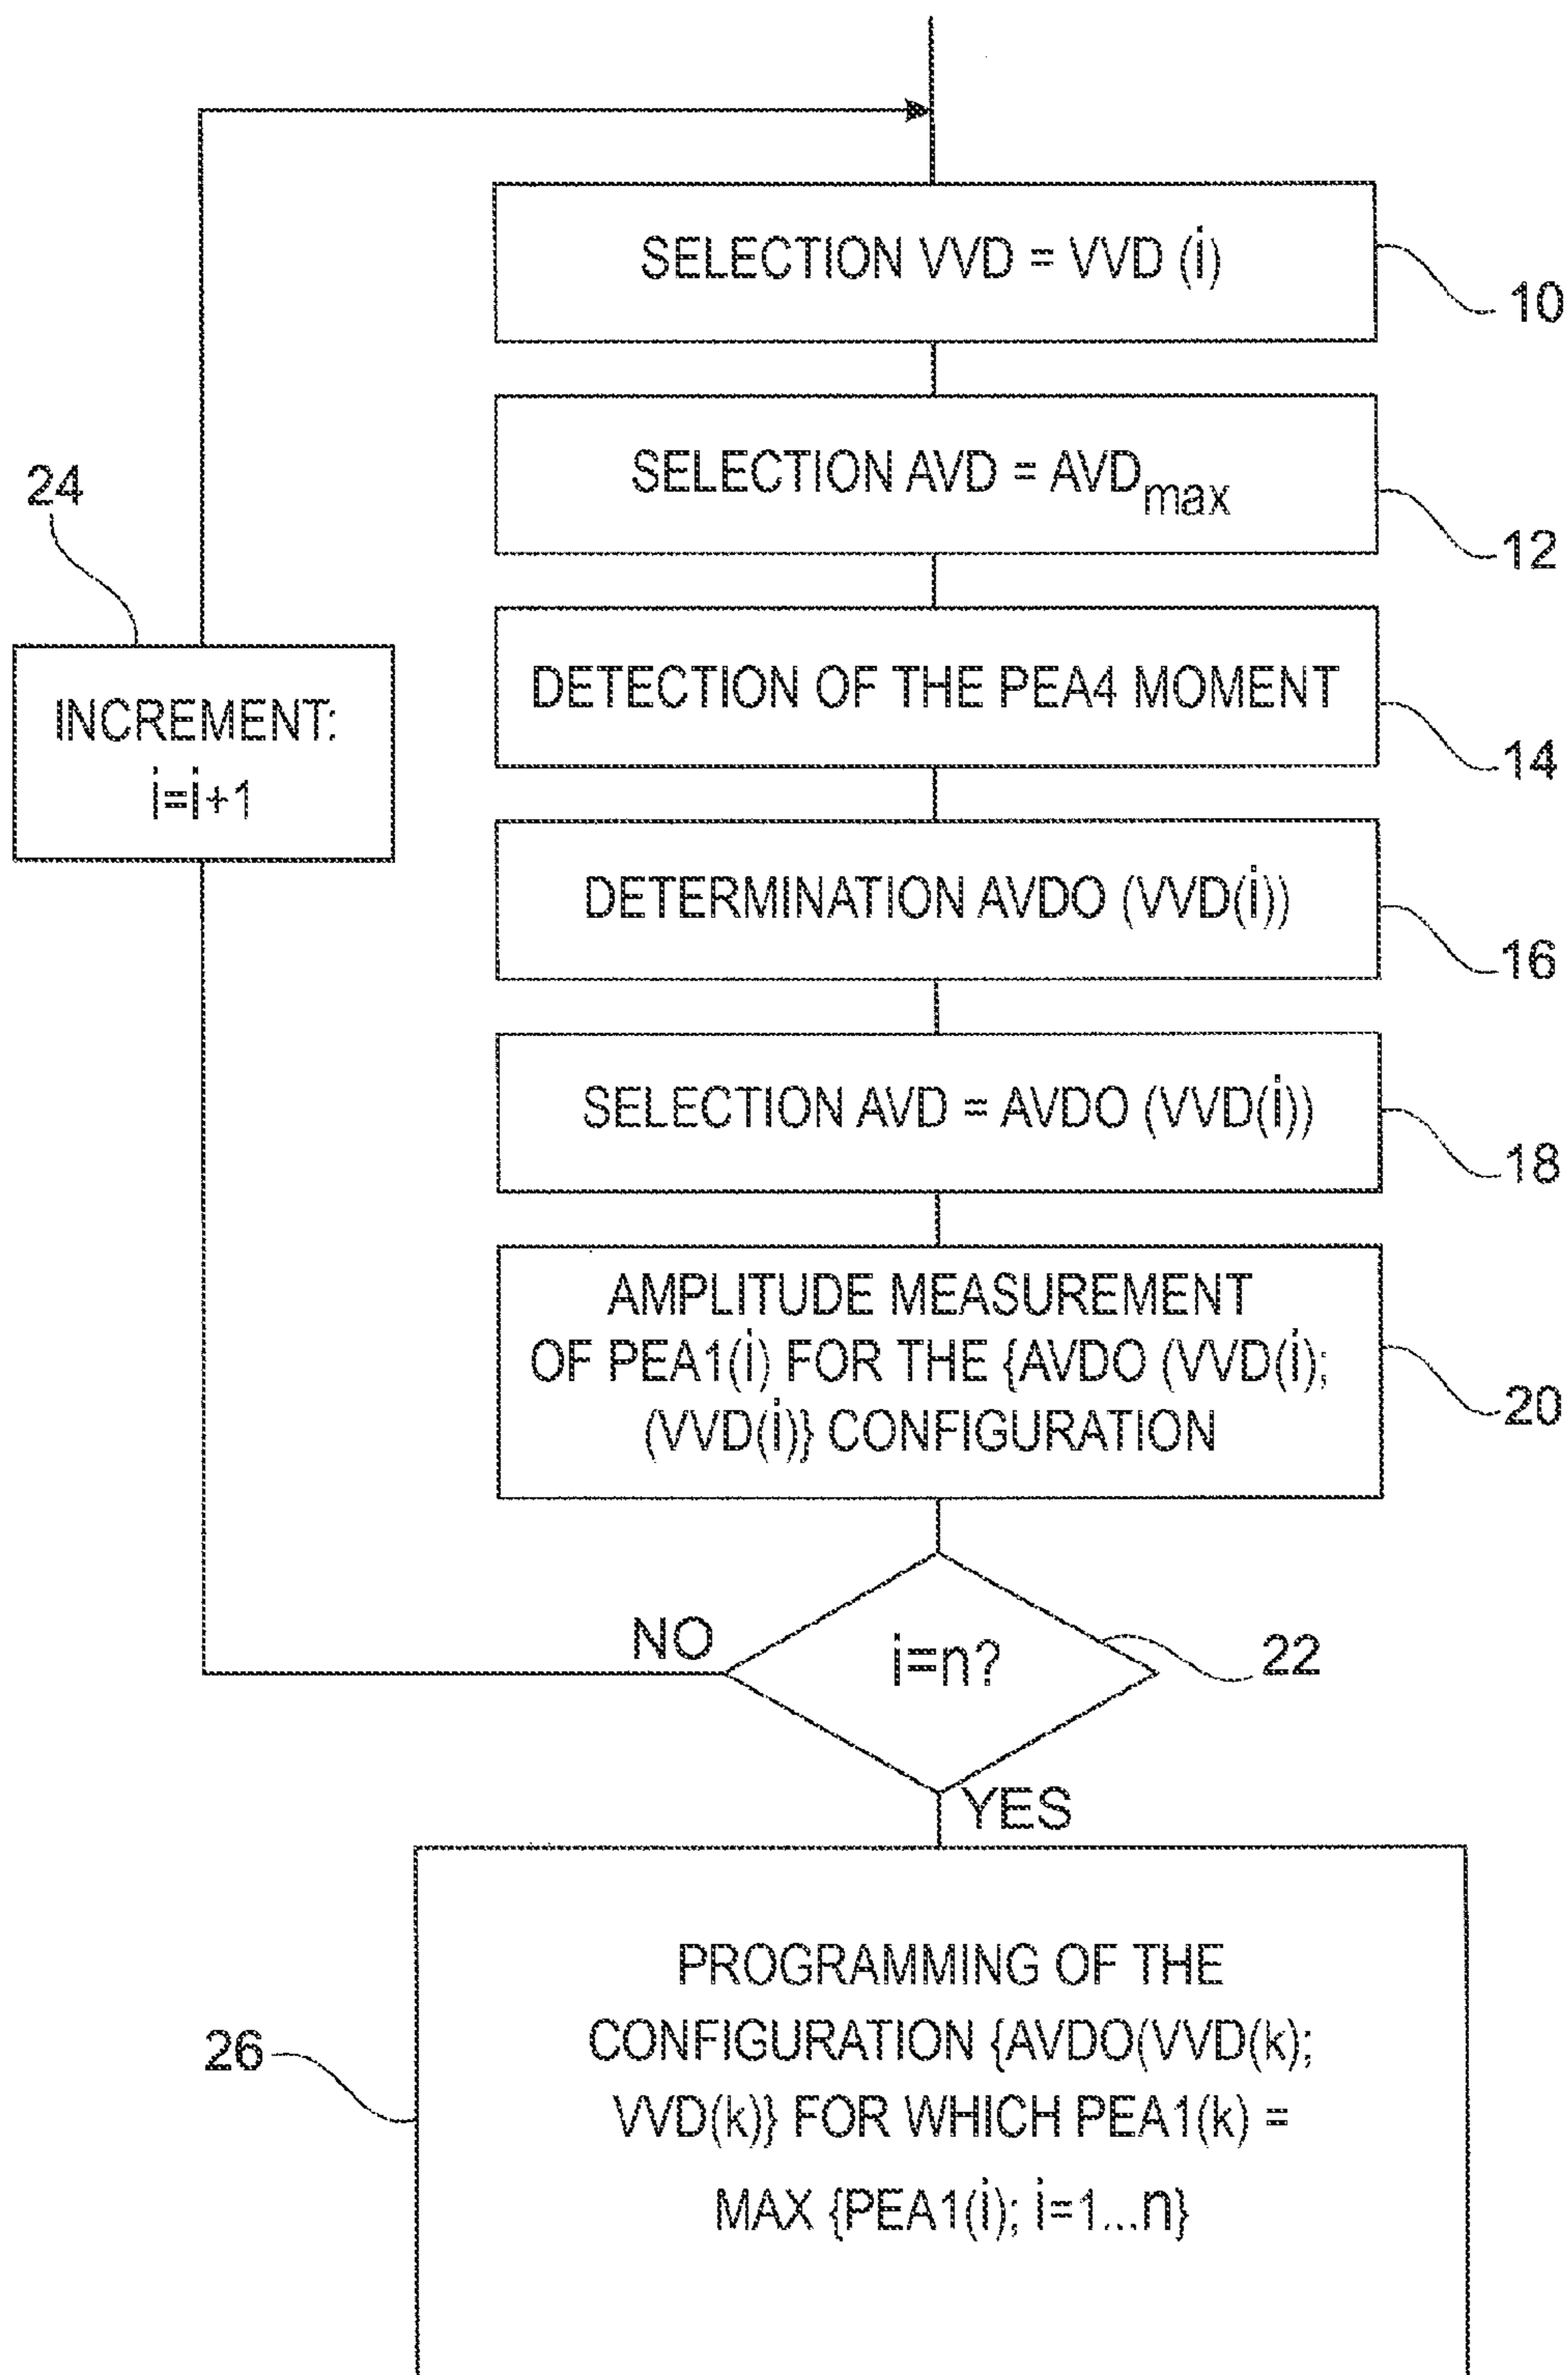 SELECTION VVD = VVD (i)
10
SELECTION AVD = AVDmax
12
24
DETECTION OF THE PEA4 MOMENT
14
INCREMENT:
i=i+1
DETERMINATION AVDO (VVD(i))
16
SELECTION AVD = AVDO (VVD(i))
18
AMPLITUDE MEASUREMENT
OF PEA1(i) FOR THE {AVDO (VVD(i);
(VVD(i)} CONFIGURATION
20
NO
i=n?
22
YES
PROGRAMMING OF THE
CONFIGURATION {AVDO(VVD(k);
VVD(k)} FOR WHICH PEA1(k) =
MAX {PEA1(i); i=1...n}
26